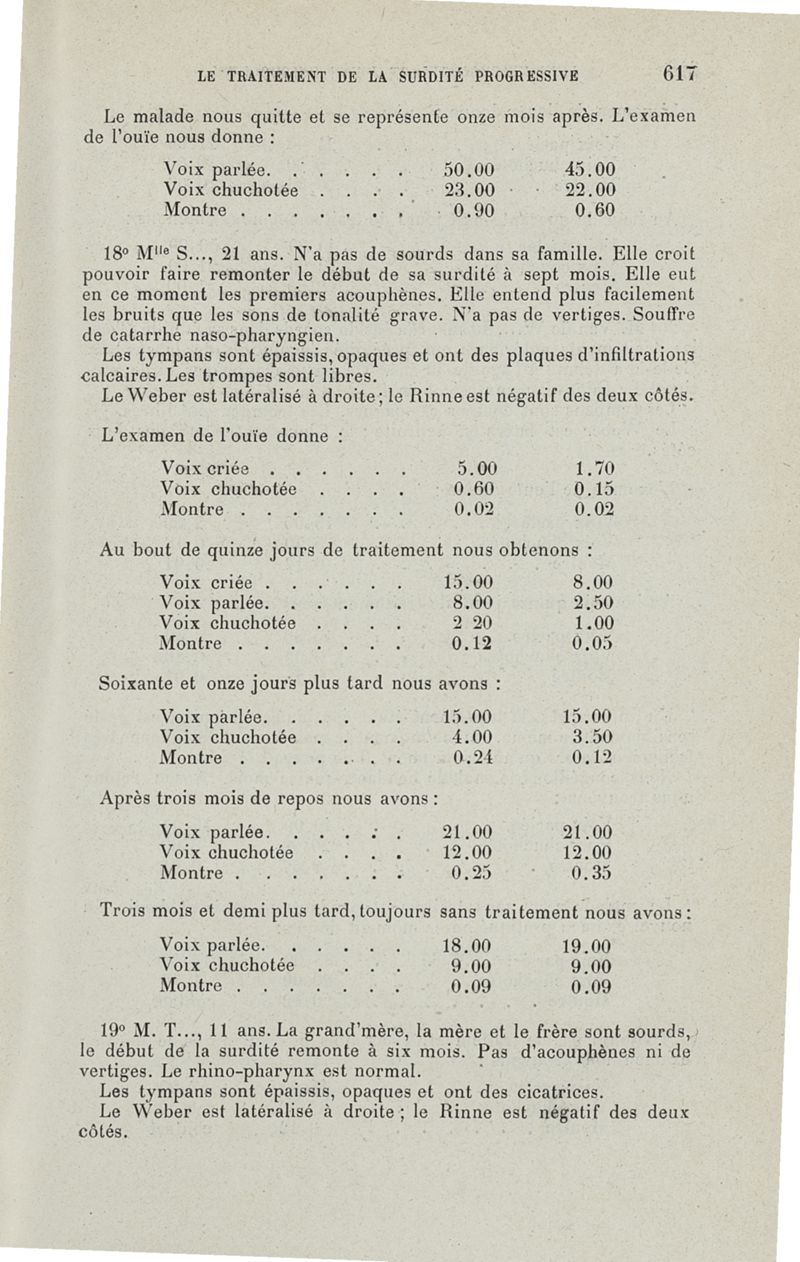 LE TRAITEMENT DE LA SURDITÉ PROGRESSIVE 617
Le malade nous quitte et se représente onze mois après. L'examen
de l'ouïe nous donne :
Voix parlée. . . . . . 50.00 45.00
Voix chuchotée . . . . 23.00 22.00
Montre . . . . . . . 0.90 0.60
18° Mlle S..., 21 ans. N'a pas de sourds dans sa famille. Elle croit
pouvoir faire remonter le début de sa surdité à sept mois. Elle eut
en ce moment les premiers acouphènes. Elle entend plus facilement
les bruits que les sons de tonalité grave. N'a pas de vertiges. Souffre
de catarrhe naso-pharyngien.
Les tympans sont épaissis, opaques et ont des plaques d'infiltrations
calcaires. Les trompes sont libres.
Le Weber est latéralisé à droite; le Rinne est négatif des deux côtés.
L'examen de l'ouïe donne :
Voix criée . . . . . . 5.00 1.70
Voix chuchotée . . . . 0.60 0.15
Montre . . . . . . . 0.02 0.02
Au bout de quinze jours de traitement nous obtenons :
Voix criée . . . . . . 15.00 8.00
Voix parlée. . . . . . 8.00 2.50
Voix chuchotée . . . . 2 20 1.00
Montre . . . . . . . 0.12 0.05
Soixante et onze jours plus tard nous avons :
Voix parlée. . . . . . 15.00 15.00
Voix chuchotée . . . . 4.00 3.50
Montre . . . . . . . 0.24 0.12
Après trois mois de repos nous avons :
Voix parlée. . . . . . 21.00 21.00
Voix chuchotée . . . . 12.00 12.00
Montre . . . . . . . 0.25 0.35
Trois mois et demi plus tard, toujours sans traitement nous avons :
Voix parlée. . . . . . 18.00 19.00
Voix chuchotée . . . . 9.00 9.00
Montre . . . . . . . 0.09 0.09
19° M. T..., 11 ans. La grand'mère, la mère et le frère sont sourds,
le début de la surdité remonte à six mois. Pas d'acouphènes ni de
vertiges. Le rhino-pharynx est normal.
Les tympans sont épaissis, opaques et ont des cicatrices.
Le Weber est latéralisé à droite ; le Rinne est négatif des deux
côtés.